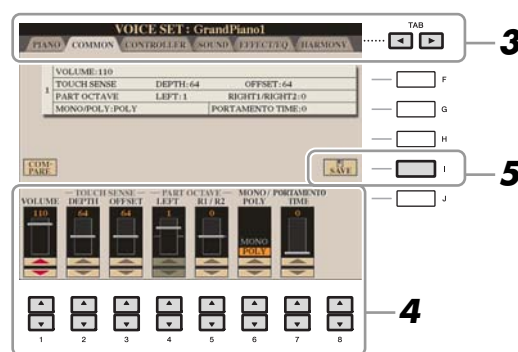 VOICE SET : GrandPiano1
TAB
PIANO COMMON CONTROLLER SOUND EFFECT/EQ HARMONY
3
VOLUME:110
1 TOUCH SENSE DEPTH:64 OFFSET:64
PART OCTAVE LEFT:1 RIGHT1/RIGHT2:0
MONO/POLY:POLY PORTAMENTO TIME:0
F
G
H
COM-
PARE
SAVE
I
5
J
TOUCH SENSE PART OCTAVE MONO/ PORTAMENTO
VOLUME DEPTH OFFSET LEFT R1 / R2 POLY TIME
110 64 64 1 0 0
MONO
POLY
4
1 2 3 4 5 6 7 8